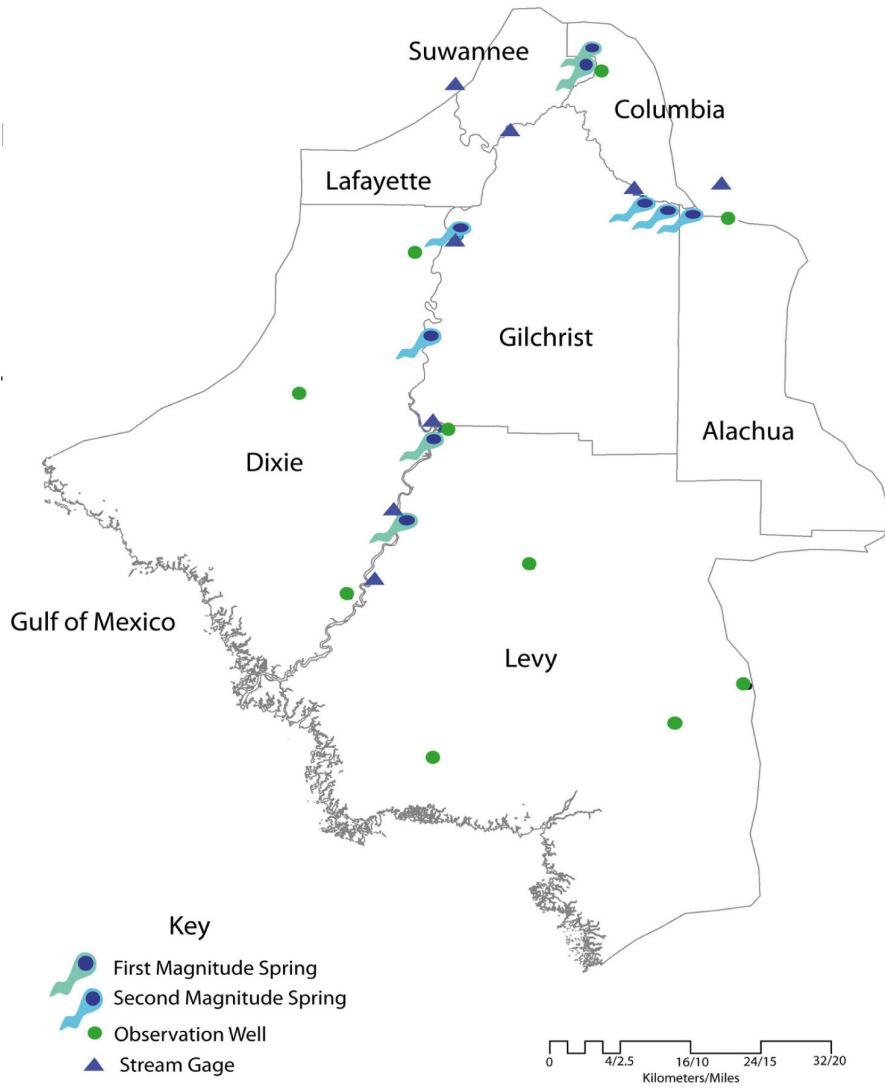 Suwannee
Columbia
Lafayette
Gilchrist
Alachua
Dixie
Gulf of Mexico
Levy
Key
First Magnitude Spring
Second Magnitude Spring
Observation Well
Stream Gage
0 4/2.5 16/10 24/15 32/20
Kilometers/Miles